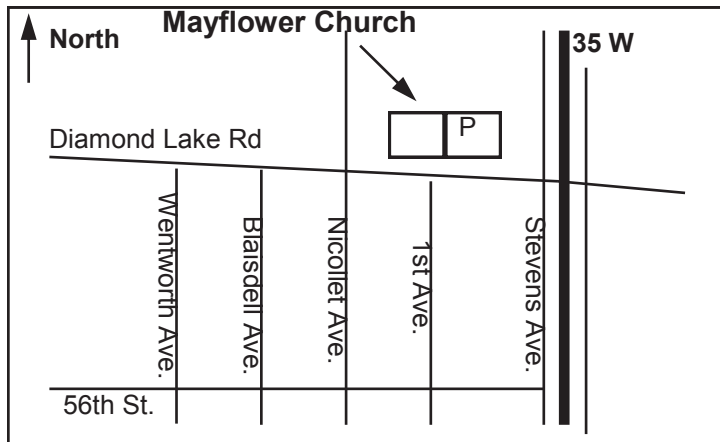 Mayflower Church
North
35 W
P
Diamond Lake Rd
Wentworth Ave.
Blaisdell Ave.
Nicollet Ave.
1st Ave.
Stevens Ave.
56th St.